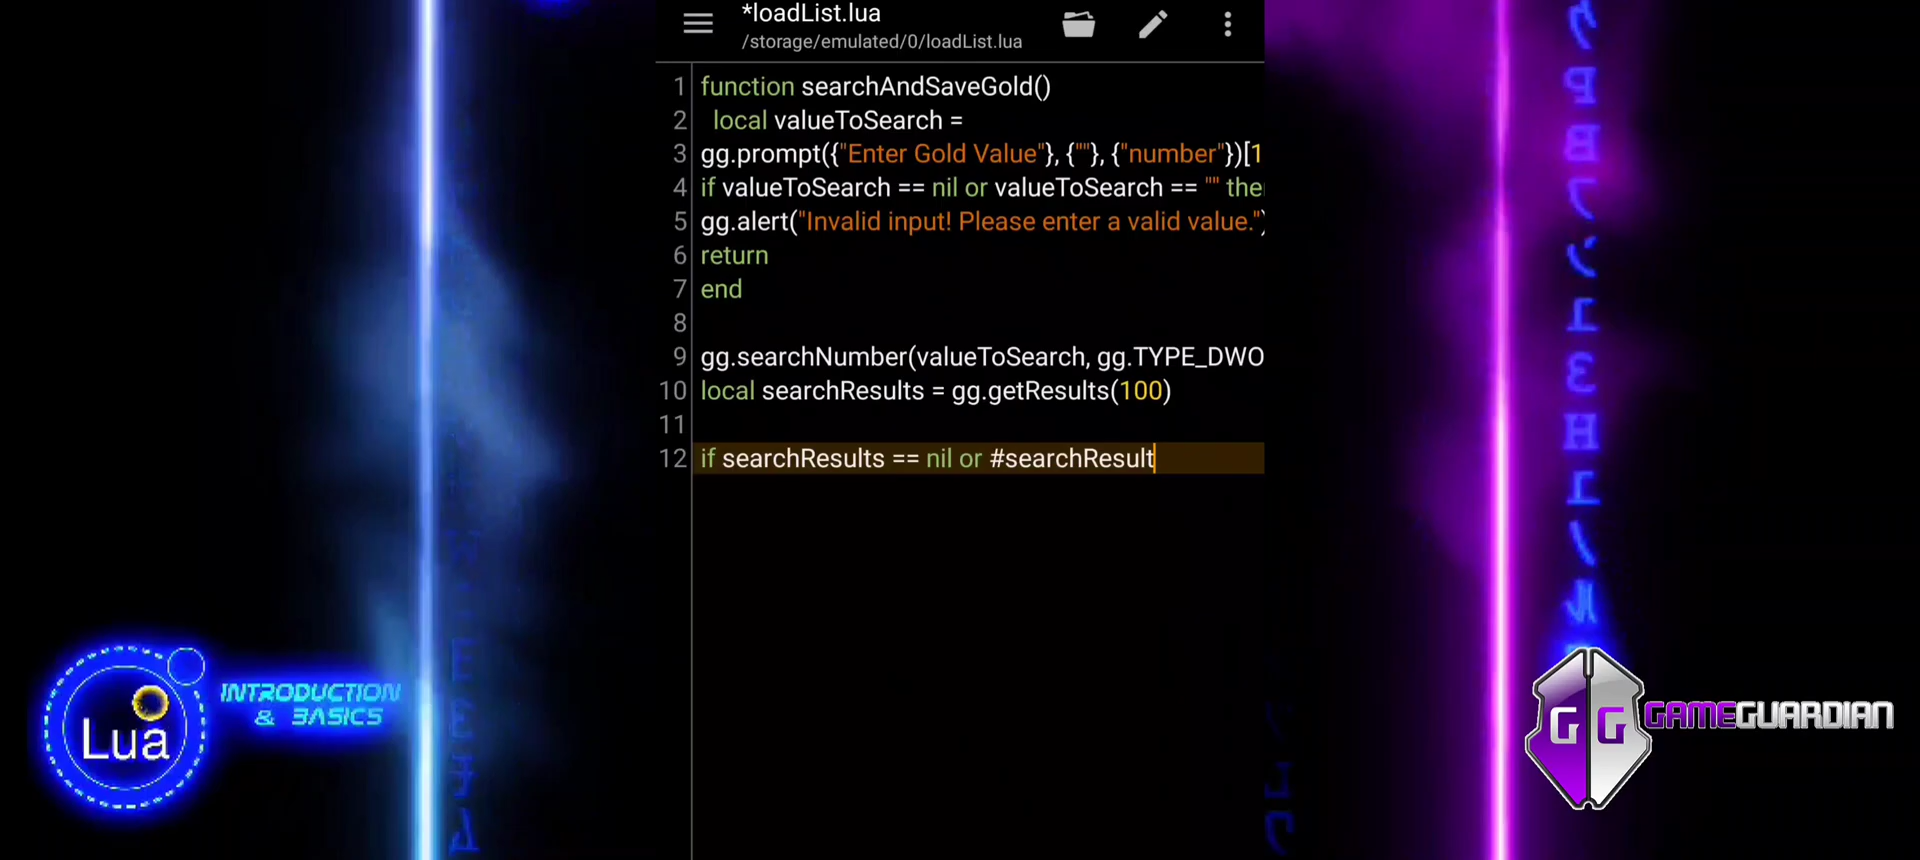 *loadList.lua
/storage/emulated/0/loadList.lua
1 function searchAndSaveGold()
2 local valueToSearch =
3 gg.prompt({"Enter Gold Value"}, {""}, {"number"})[1
4 if valueToSearch == nil or valueToSearch == "" the
5 gg.alert("Invalid input! Please enter a valid value.")
6 return
7 end
8
9 gg.searchNumber(valueToSearch, gg.TYPE_DWO
10 local searchResults = gg.getResults(100)
11
12 if searchResults == nil or #searchResult
Lua
INTRODUCTION
& BASICS
GG GAMEGUARDIAN